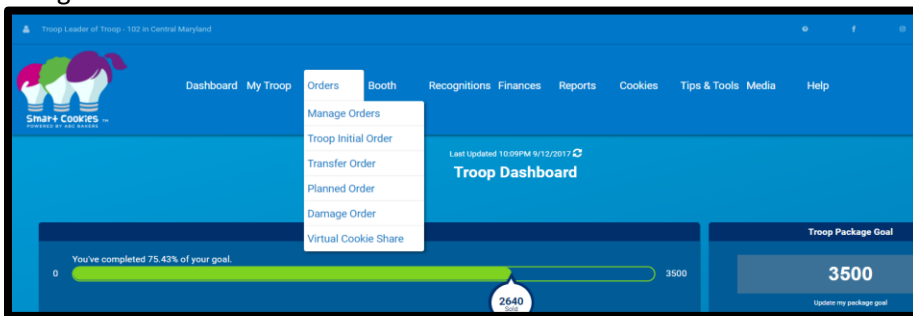 Troop Leader of Troop - 102 in Central Maryland
f
Smart Cookies TM
POWERED BY ABC BAKERS
Dashboard My Troop Orders Booth Recognitions Finances Reports Cookies Tips & Tools Media Help
Manage Orders
Troop Initial Order
Transfer Order
Planned Order
Damage Order
Virtual Cookie Share
Last Updated 10:09PM 9/12/2017
Troop Dashboard
You've completed 75.43% of your goal.
0
3500
2640
Sold
Troop Package Goal
3500
Update my package goal